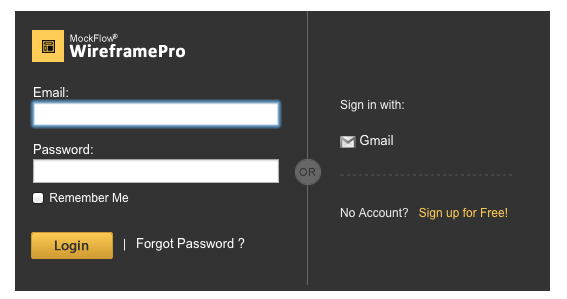 MockFlow®
WireframePro
Email:
Password:
Remember Me
Login | Forgot Password ?
OR
Sign in with:
Gmail
No Account? Sign up for Free!